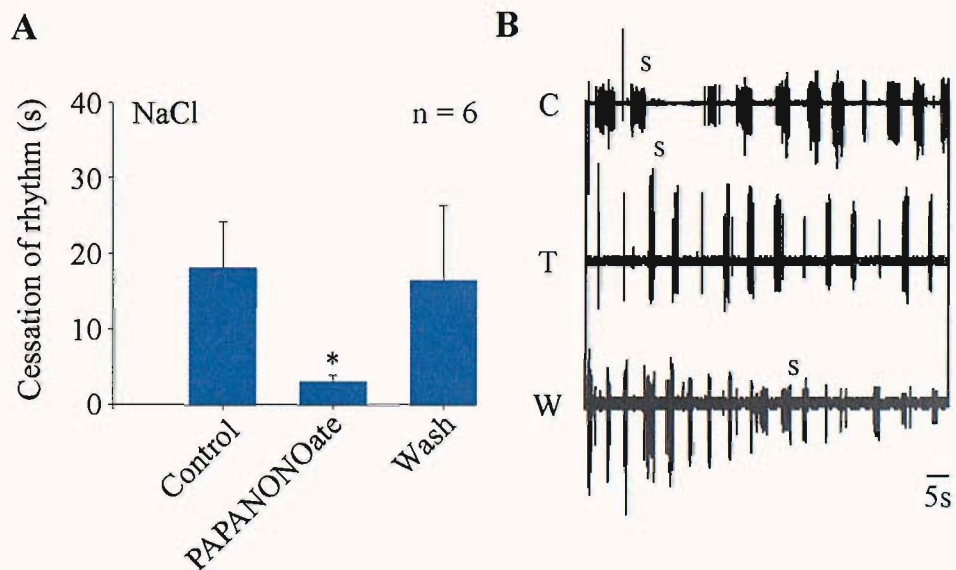 A
B
NaCl
n = 6
Cessation of rhythm (s)
40
30
20
10
0
*
Control
PAPANONOate
Wash
C
s
T
s
W
s
5s